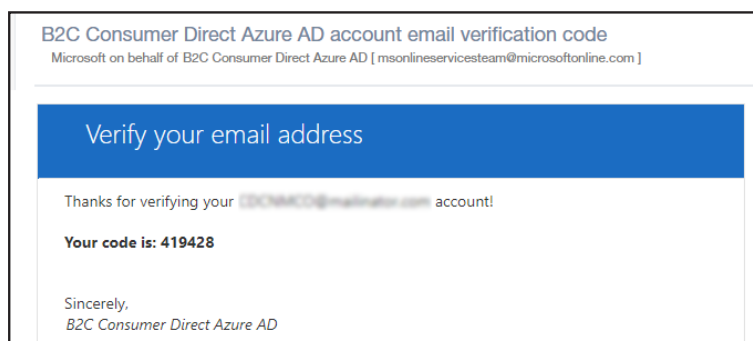 B2C Consumer Direct Azure AD account email verification code
Microsoft on behalf of B2C Consumer Direct Azure AD [ msonlineservicesteam@microsoftonline.com ]
Verify your email address
Thanks for verifying your account!
Your code is: 419428
Sincerely,
B2C Consumer Direct Azure AD